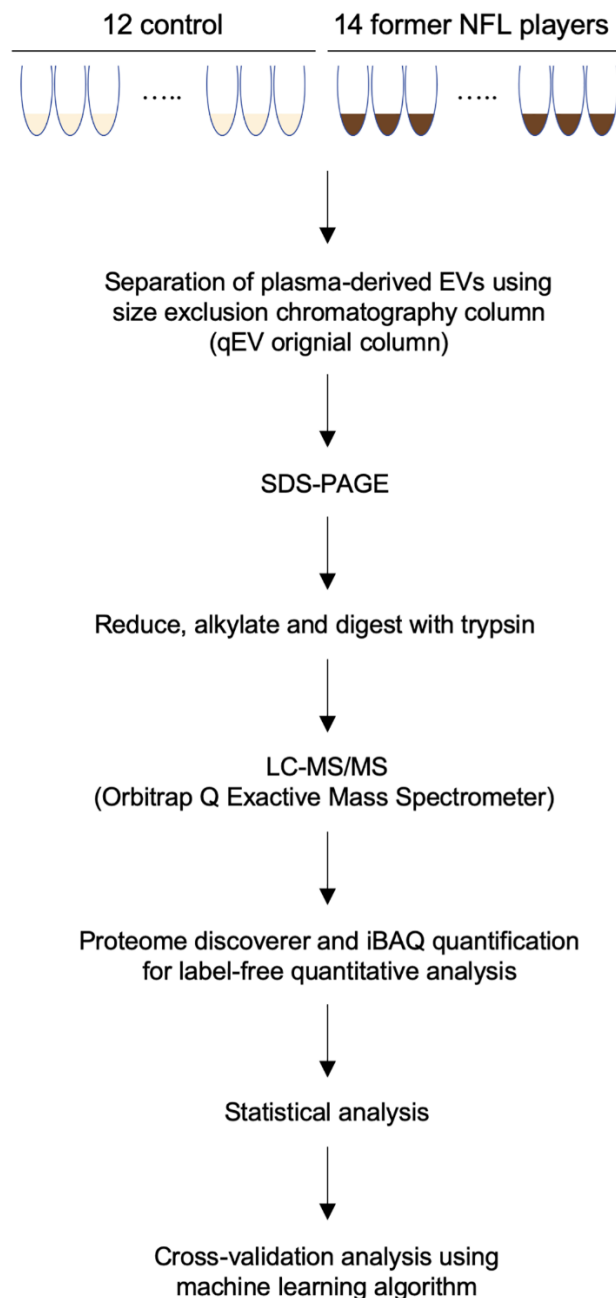 12 control
14 former NFL players
.....
.....
Separation of plasma-derived EVs using
size exclusion chromatography column
(qEV orignial column)
SDS-PAGE
Reduce, alkylate and digest with trypsin
LC-MS/MS
(Orbitrap Q Exactive Mass Spectrometer)
Proteome discoverer and iBAQ quantification
for label-free quantitative analysis
Statistical analysis
Cross-validation analysis using
machine learning algorithm